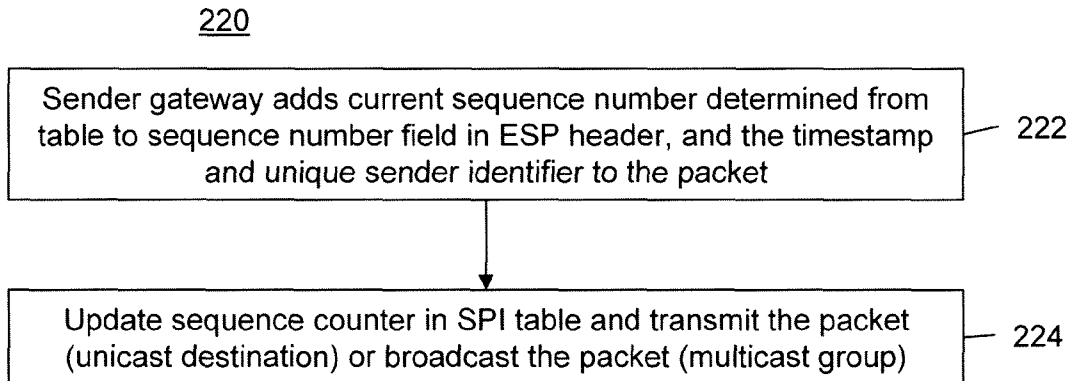 220
Sender gateway adds current sequence number determined from
table to sequence number field in ESP header, and the timestamp
and unique sender identifier to the packet
222
Update sequence counter in SPI table and transmit the packet
(unicast destination) or broadcast the packet (multicast group)
224